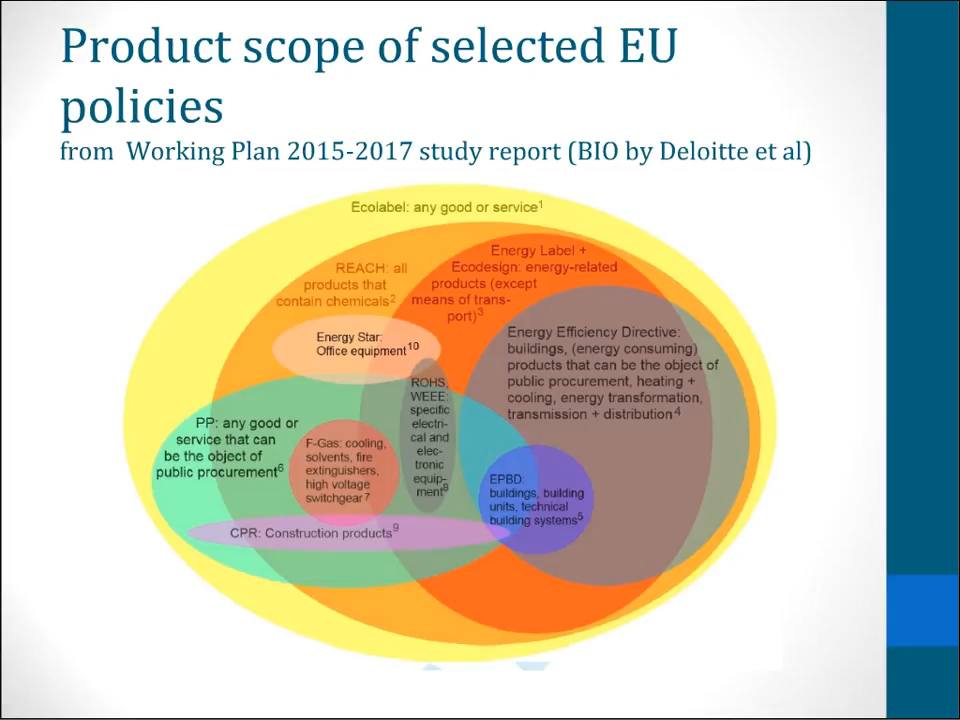 Product scope of selected EU
policies
from Working Plan 2015-2017 study report (BIO by Deloitte et al)
Ecolabel: any good or service1
REACH: all
products that
contain chemicals2
Energy Label +
Ecodesign: energy-related
products (except
means of trans-
port)3
Energy Star:
Office equipment10
Energy Efficiency Directive:
buildings, (energy consuming)
products that can be the object of
public procurement, heating +
cooling, energy transformation,
transmission + distribution4
ROHS,
WEEE:
specific
electri-
cal and
elec-
tronic
equip-
ment8
PP: any good or
service that can
be the object of
public procurement6
F-Gas: cooling,
solvents, fire
extinguishers,
high voltage
switchgear7
EPBD:
buildings, building
units, technical
building systems5
CPR: Construction products9